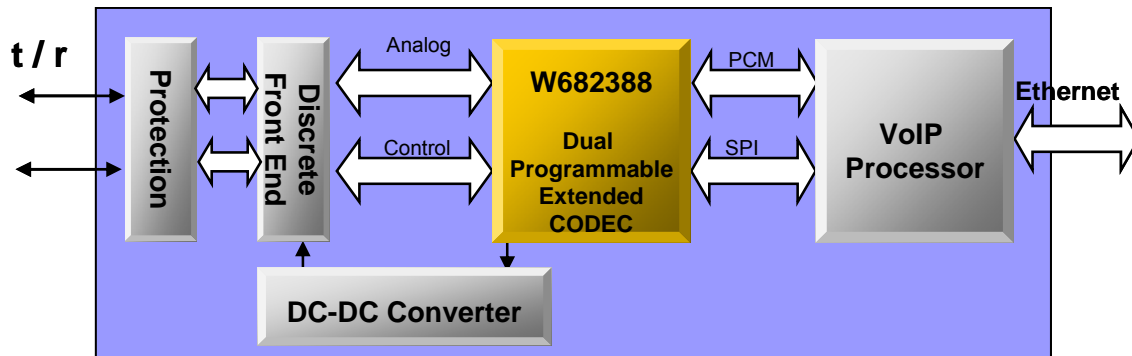 t / r
Protection
Discrete
Front End
Analog
Control
W682388
Dual
Programmable
Extended
CODEC
PCM
SPI
VoIP
Processor
Ethernet
DC-DC Converter